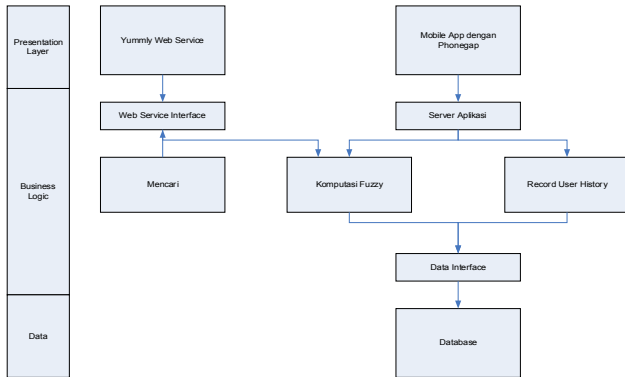 Presentation
Layer
Yummly Web Service
Mobile App dengan
Phonegap
Web Service Interface
Server Aplikasi
Business
Logic
Mencari
Komputasi Fuzzy
Record User History
Data Interface
Data
Database